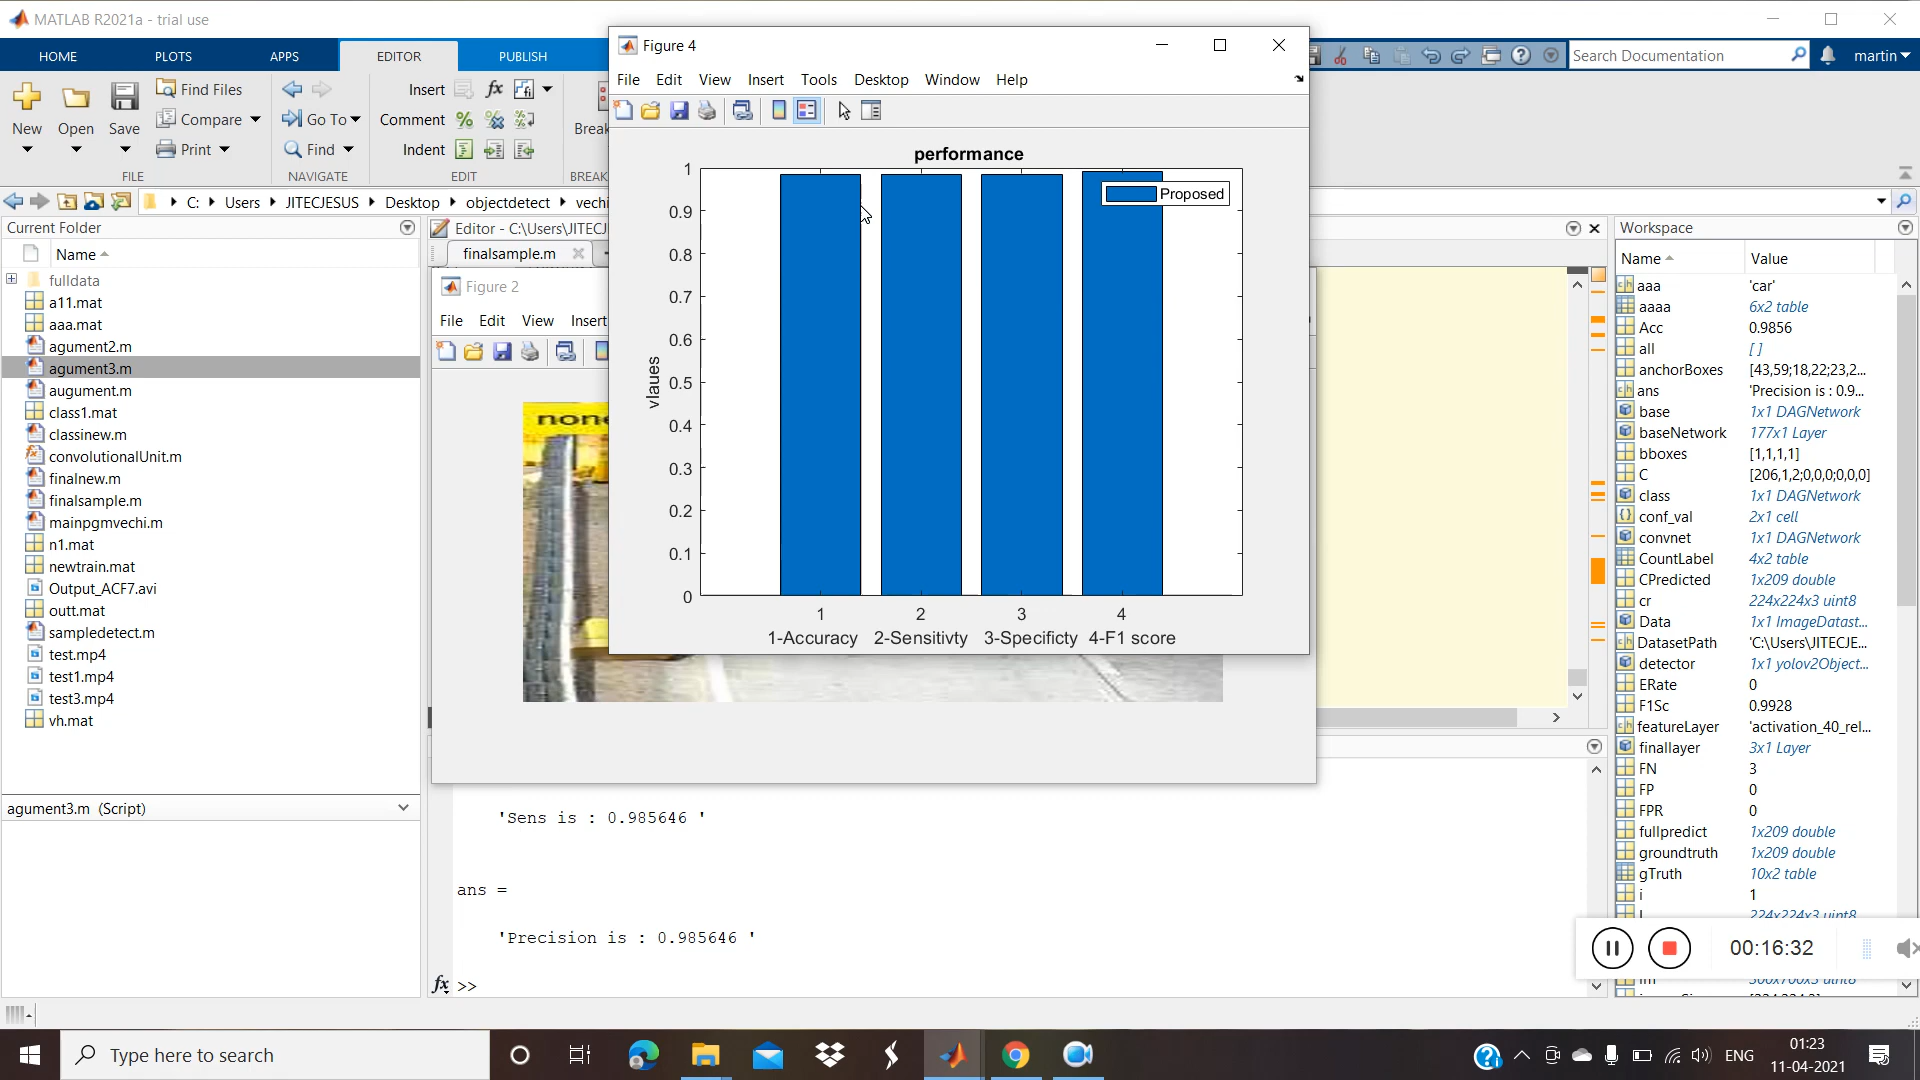 MATLAB R2021a - trial use
HOME PLOTS APPS EDITOR PUBLISH
Search Documentation
martin
New
Open
Save
Find Files
Compare
Print
FILE
Go To
Find
NAVIGATE
Insert
Comment
Indent
EDIT
Break
BREAK
C: Users JITECJESUS Desktop objectdetect vechi
Current Folder
Name
fulldata
a11.mat
aaa.mat
agument2.m
agument3.m
augument.m
class1.mat
classinew.m
convolutionalUnit.m
finalnew.m
finalsample.m
mainpgmvechi.m
n1.mat
newtrain.mat
Output_ACF7.avi
outt.mat
sampledetect.m
test.mp4
test1.mp4
test3.mp4
vh.mat
agument3.m (Script)
Editor - C:\Users\JITECJ
finalsample.m
Figure 2
File Edit View Insert
none
Figure 4
File Edit View Insert Tools Desktop Window Help
performance
Proposed
1
0.9
0.8
0.7
0.6
0.5
0.4
0.3
0.2
0.1
0
vlaues
1 2 3 4
1-Accuracy 2-Sensitivty 3-Specificty 4-F1 score
'Sens is : 0.985646 '
ans =
'Precision is : 0.985646 '
fx >>
Workspace
Name Value
aaa 'car'
aaaa 6x2 table
Acc 0.9856
all []
anchorBoxes [43,59;18,22;23,2...
ans 'Precision is : 0.9...
base 1x1 DAGNetwork
baseNetwork 177x1 Layer
bboxes [1,1,1,1]
C [206,1,2;0,0,0;0,0,0]
class 1x1 DAGNetwork
conf_val 2x1 cell
convnet 1x1 DAGNetwork
CountLabel 4x2 table
CPredicted 1x209 double
cr 224x224x3 uint8
Data 1x1 ImageDatast...
DatasetPath 'C:\Users\JITECJE...
detector 1x1 yolov2Object...
ERate 0
F1Sc 0.9928
featureLayer 'activation_40_rel...
finallayer 3x1 Layer
FN 3
FP 0
FPR 0
fullpredict 1x209 double
groundtruth 1x209 double
gTruth 10x2 table
i 1
I 224x224x3 uint8
00:16:32
Type here to search
ENG
01:23
11-04-2021